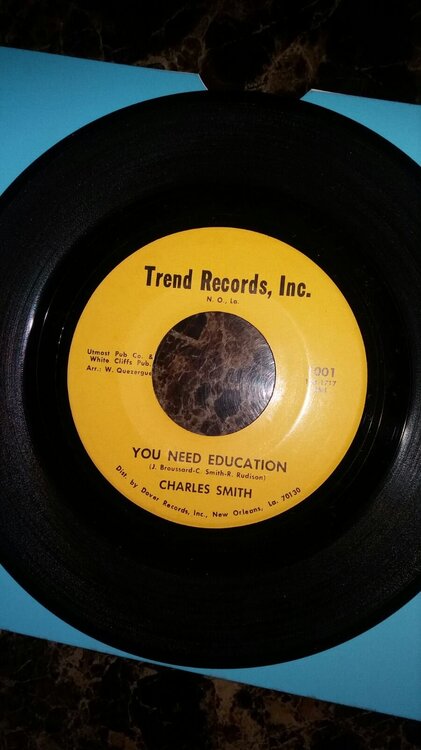 Trend Records, Inc.
N. O., La.
Utmost Pub Co. &
White Cliffs Pub.
Arr.: W. Quezergue
001
YOU NEED EDUCATION
(J. Broussard-C. Smith-R. Rudison)
CHARLES SMITH
Dist. by Dover Records, Inc., New Orleans, La. 70130